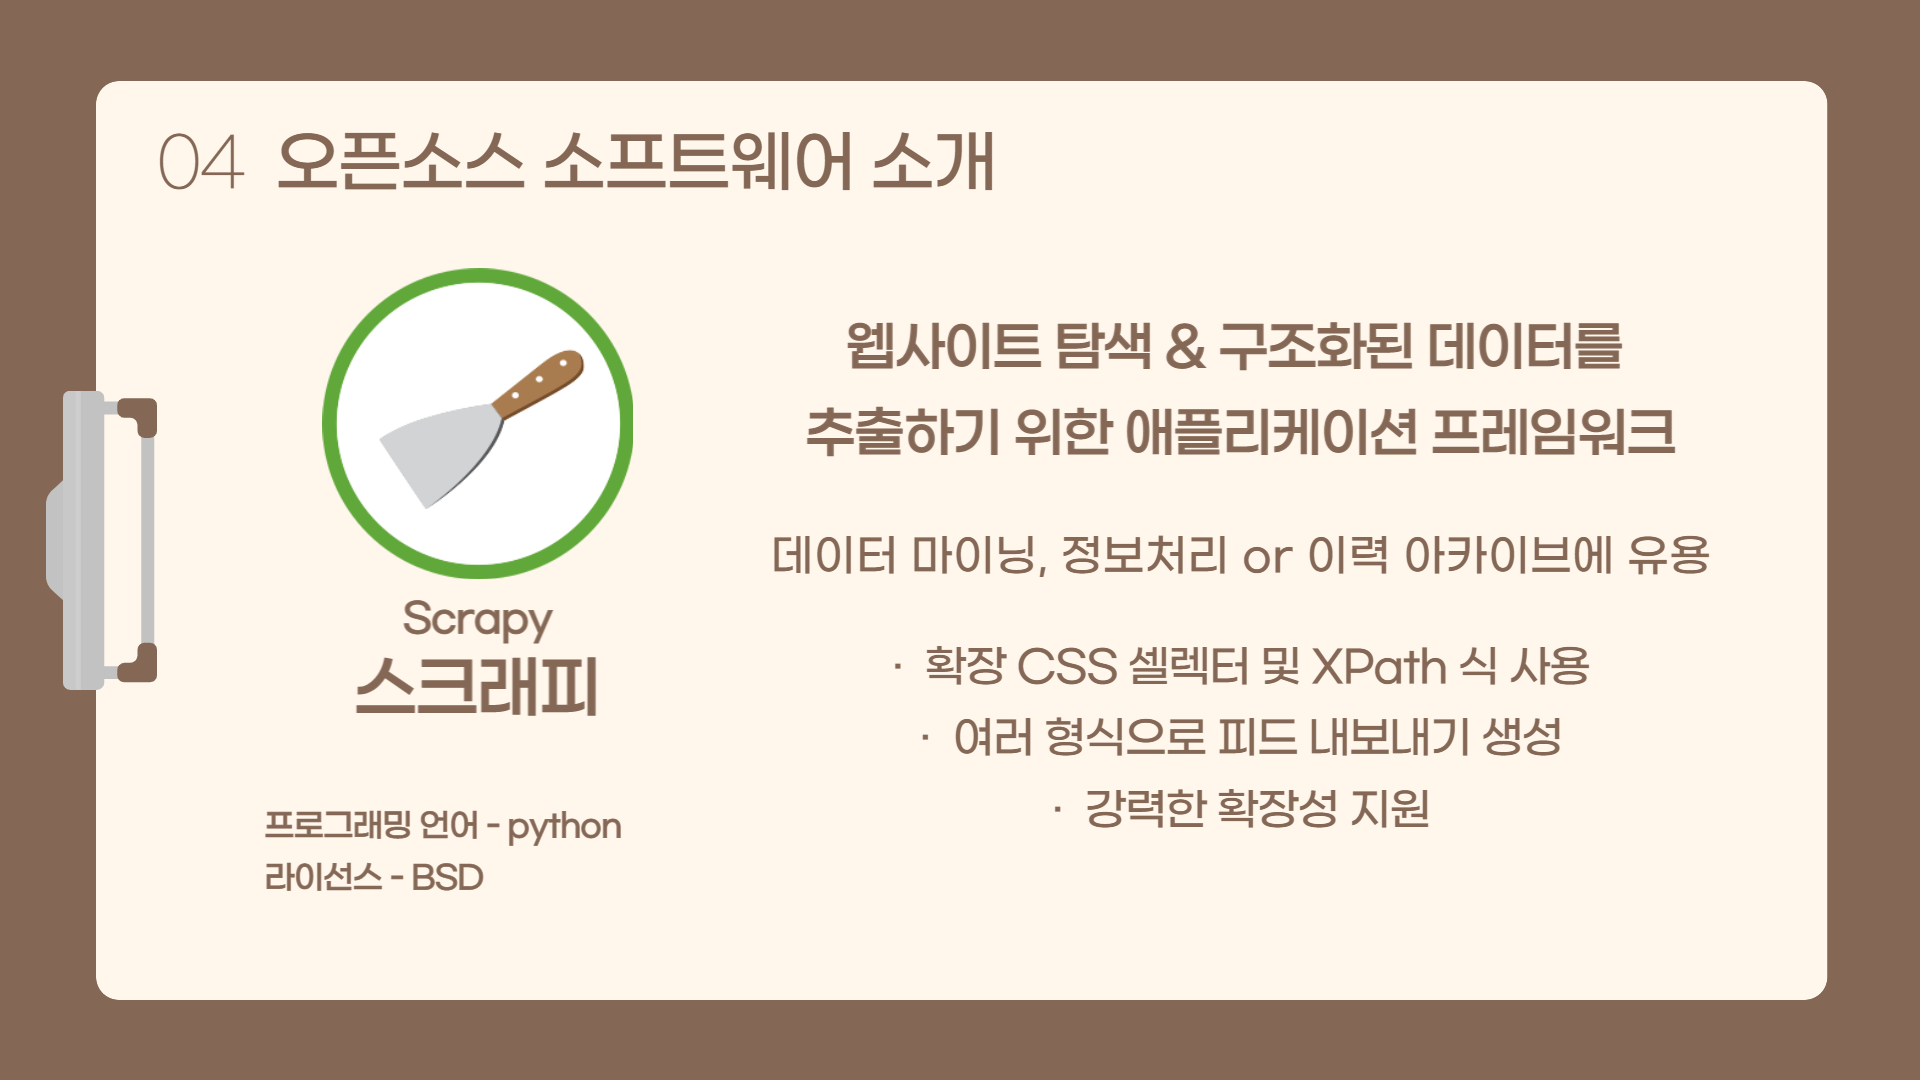 04 오픈소스 소프트웨어 소개
Scrapy
스크래피
프로그래밍 언어 - python
라이선스 - BSD
웹사이트 탐색 & 구조화된 데이터를
추출하기 위한 애플리케이션 프레임워크
데이터 마이닝, 정보처리 or 이력 아카이브에 유용
· 확장 CSS 셀렉터 및 XPath 식 사용
· 여러 형식으로 피드 내보내기 생성
· 강력한 확장성 지원